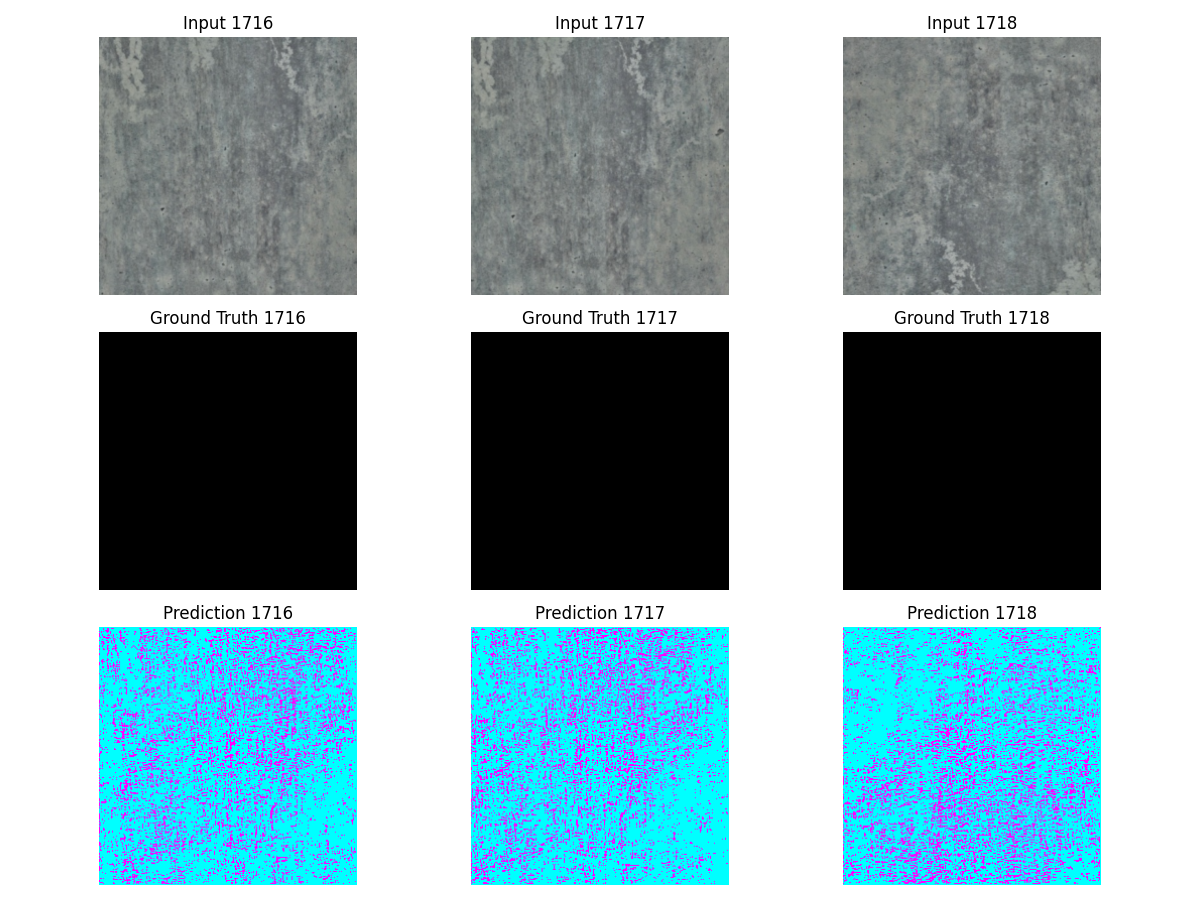 Input 1716
Input 1717
Input 1718
Ground Truth 1716
Ground Truth 1717
Ground Truth 1718
Prediction 1716
Prediction 1717
Prediction 1718